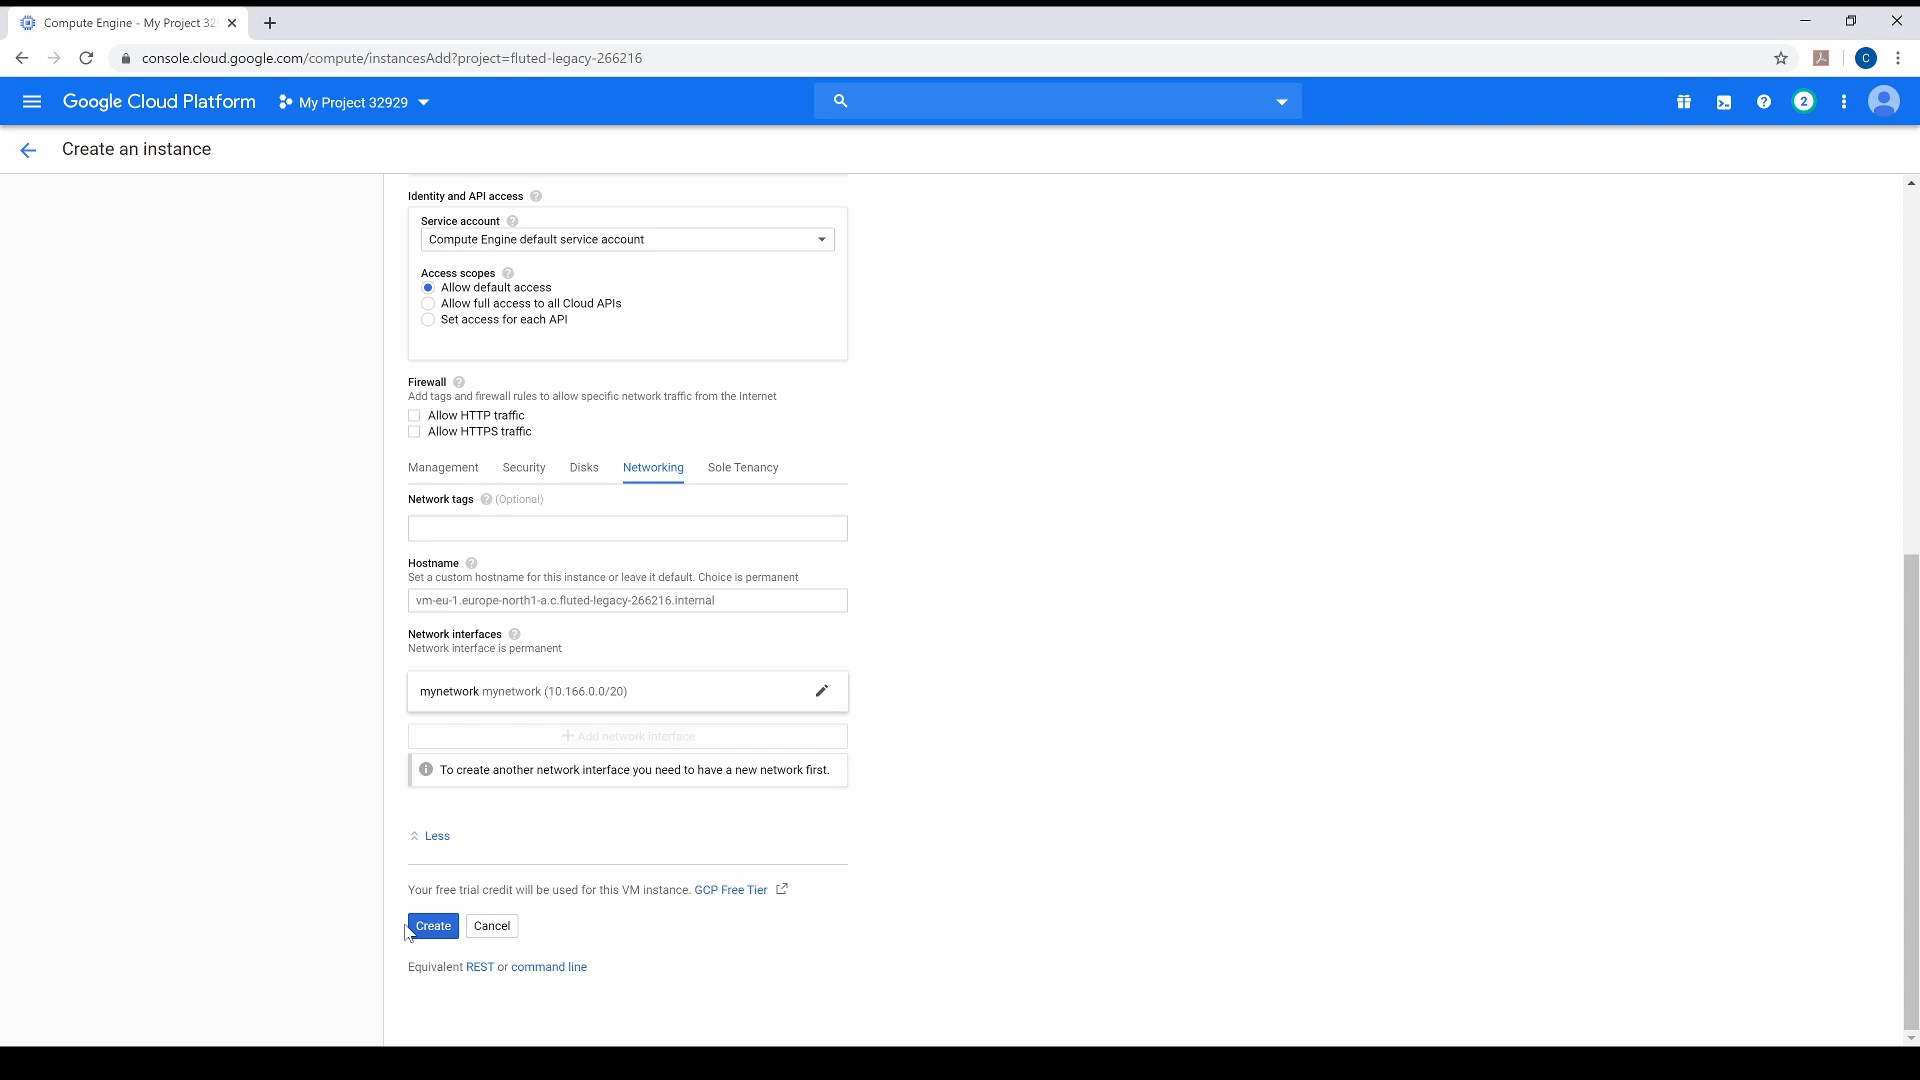 Compute Engine - My Project 32
console.cloud.google.com/compute/instancesAdd?project=fluted-legacy-266216
C
Google Cloud Platform
My Project 32929
2
Create an instance
Identity and API access
Service account
Compute Engine default service account
Access scopes
Allow default access
Allow full access to all Cloud APIs
Set access for each API
Firewall
Add tags and firewall rules to allow specific network traffic from the Internet
Allow HTTP traffic
Allow HTTPS traffic
Management Security Disks Networking Sole Tenancy
Network tags (Optional)
Hostname
Set a custom hostname for this instance or leave it default. Choice is permanent
vm-eu-1.europe-north1-a.c.fluted-legacy-266216.internal
Network interfaces
Network interface is permanent
mynetwork mynetwork (10.166.0.0/20)
+ Add network interface
To create another network interface you need to have a new network first.
Less
Your free trial credit will be used for this VM instance. GCP Free Tier
Create Cancel
Equivalent REST or command line